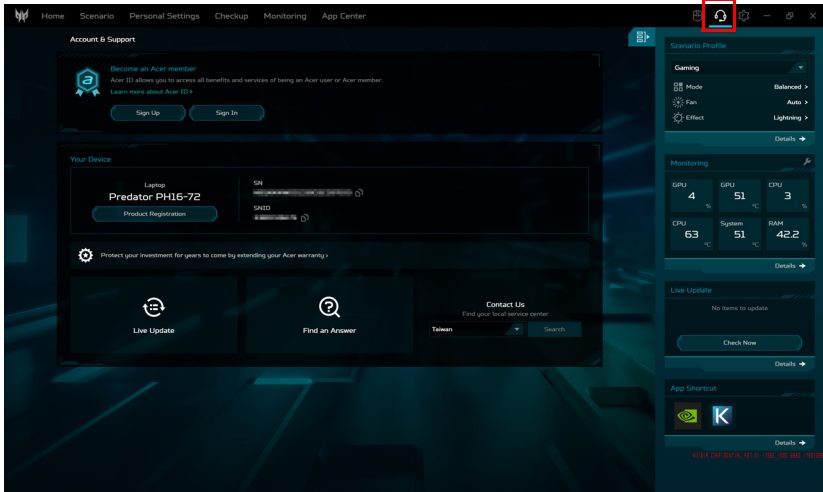 Home Scenario Personal Settings Checkup Monitoring App Center
Account & Support
Become an Acer member
Acer ID allows you to access all benefits and services of being an Acer user or Acer member.
Learn more about Acer ID >
Sign Up Sign In
Your Device
Laptop
Predator PH16-72
Product Registration
SN
SNID
Protect your investment for years to come by extending your Acer warranty >
Live Update
Find an Answer
Contact Us
Find your local service center
Taiwan Search
Scenario Profile
Gaming
Mode Balanced >
Fan Auto >
Effect Lightning >
Details →
Monitoring
GPU GPU CPU
4 % 51 °C 3 %
CPU System RAM
63 °C 51 °C 42.2 %
Details →
Live Update
No items to update
Check Now
Details →
App Shortcut
K
Details →